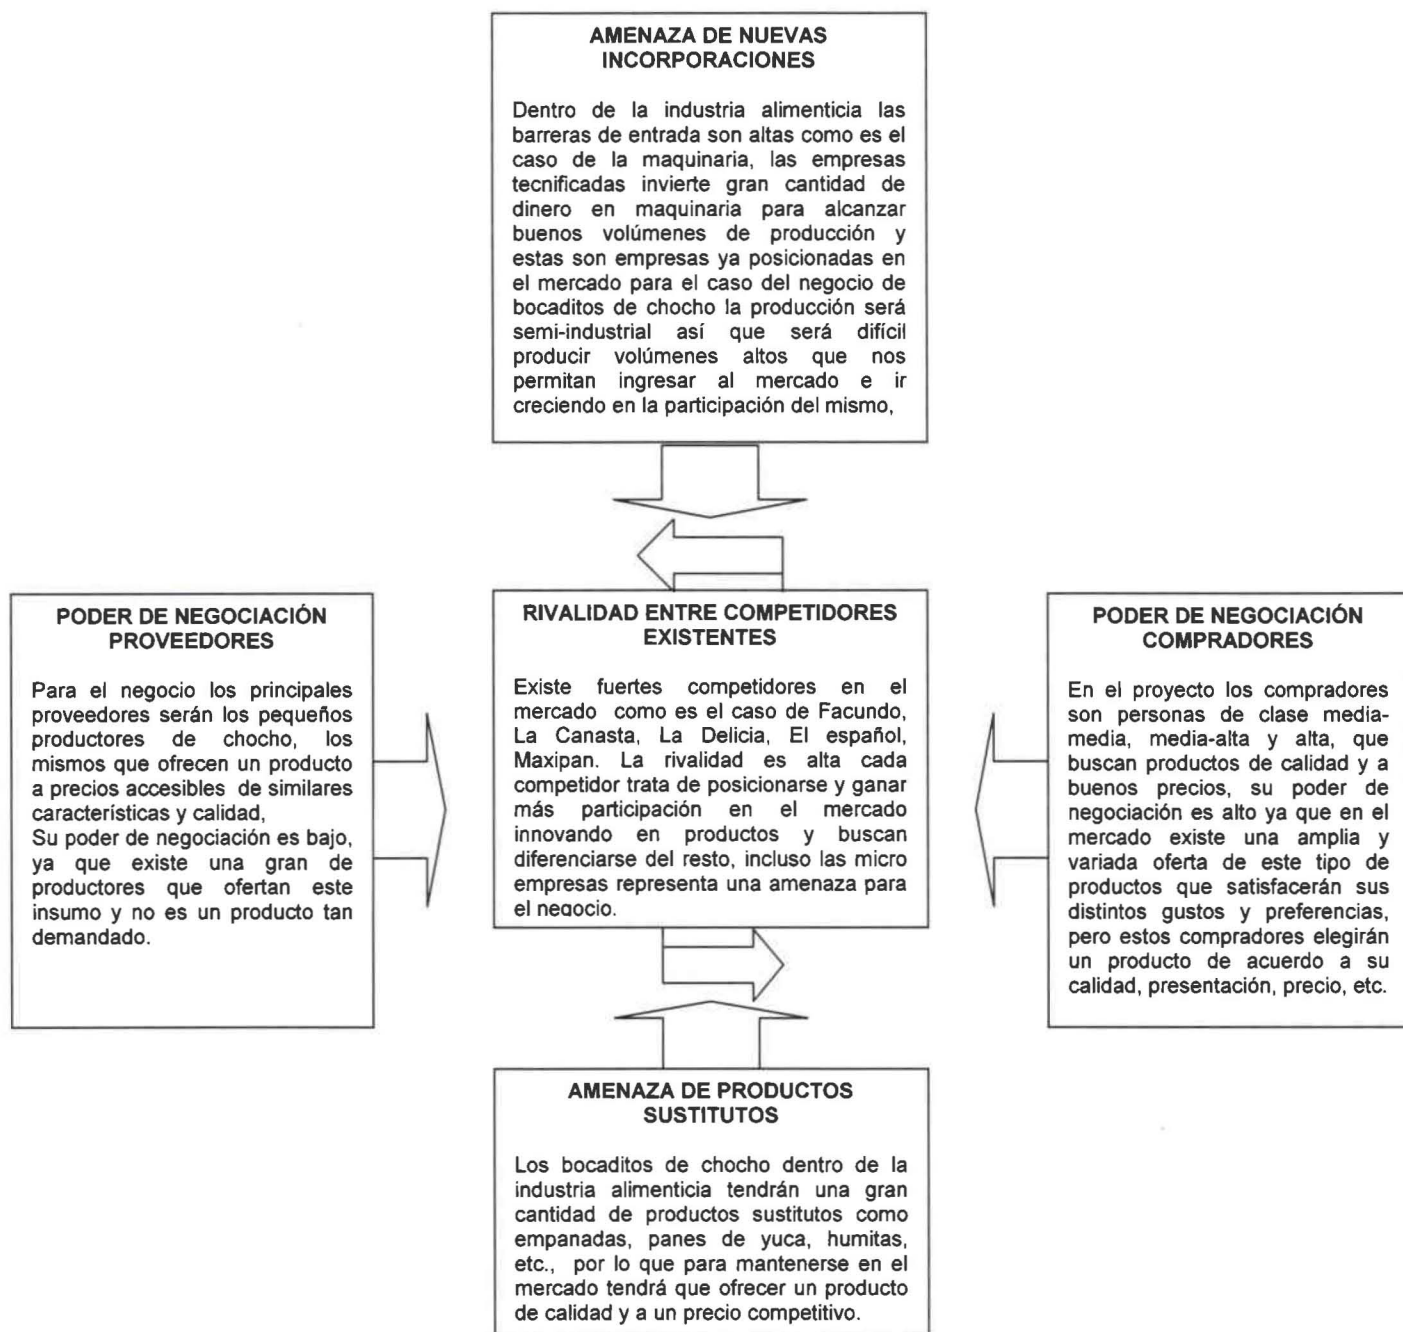 AMENAZA DE NUEVAS
INCORPORACIONES
Dentro de la industria alimenticia las
barreras de entrada son altas como es el
caso de la maquinaria, las empresas
tecnificadas invierte gran cantidad de
dinero en maquinaria para alcanzar
buenos volúmenes de producción y
estas son empresas ya posicionadas en
el mercado para el caso del negocio de
bocaditos de chocho la producción será
semi-industrial así que será difícil
producir volúmenes altos que nos
permitan ingresar al mercado e ir
creciendo en la participación del mismo,
PODER DE NEGOCIACIÓN
PROVEEDORES
Para el negocio los principales
proveedores serán los pequeños
productores de chocho, los
mismos que ofrecen un producto
a precios accesibles de similares
características y calidad,
Su poder de negociación es bajo,
ya que existe una gran de
productores que ofertan este
insumo y no es un producto tan
demandado.
RIVALIDAD ENTRE COMPETIDORES
EXISTENTES
Existe fuertes competidores en el
mercado como es el caso de Facundo,
La Canasta, La Delicia, El español,
Maxipan. La rivalidad es alta cada
competidor trata de posicionarse y ganar
más participación en el mercado
innovando en productos y buscan
diferenciarse del resto, incluso las micro
empresas representa una amenaza para
el negocio.
PODER DE NEGOCIACIÓN
COMPRADORES
En el proyecto los compradores
son personas de clase media-
media, media-alta y alta, que
buscan productos de calidad y a
buenos precios, su poder de
negociación es alto ya que en el
mercado existe una amplia y
variada oferta de este tipo de
productos que satisfacerán sus
distintos gustos y preferencias,
pero estos compradores elegirán
un producto de acuerdo a su
calidad, presentación, precio, etc.
AMENAZA DE PRODUCTOS
SUSTITUTOS
Los bocaditos de chocho dentro de la
industria alimenticia tendrán una gran
cantidad de productos sustitutos como
empanadas, panes de yuca, humitas,
etc., por lo que para mantenerse en el
mercado tendrá que ofrecer un producto
de calidad y a un precio competitivo.